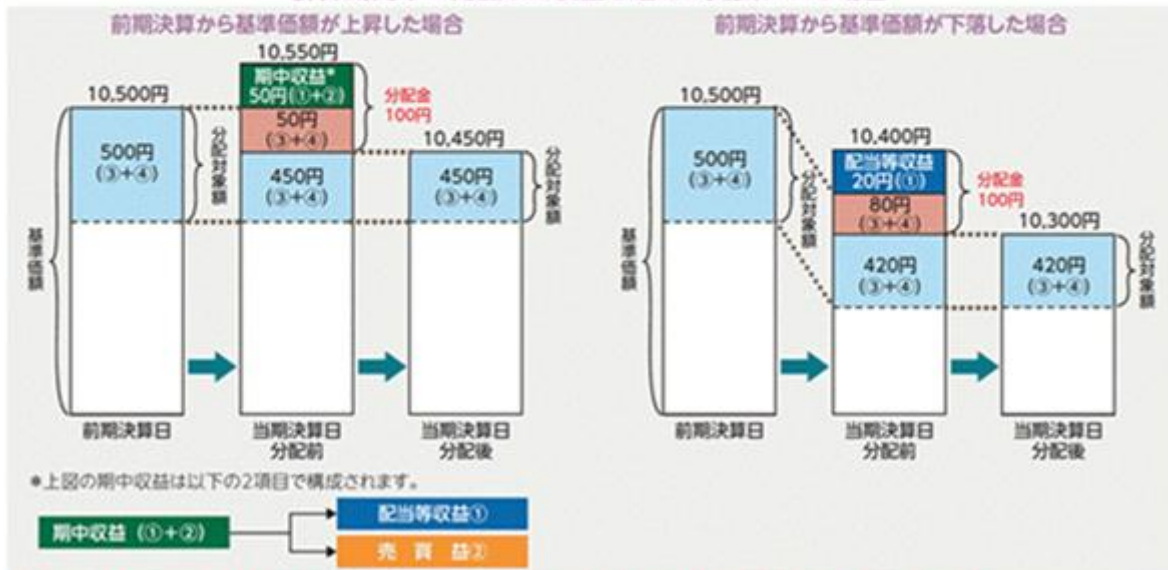 前期決算から基準価額が上昇した場合
10,500円
500円
(③+④)
分配対象額
基準価額
前期決算日
10,550円
期中収益*
50円(①+②)
50円
(③+④)
450円
(③+④)
分配金
100円
当期決算日
分配前
10,450円
450円
(③+④)
分配対象額
当期決算日
分配後
*上図の期中収益は以下の2項目で構成されます。
期中収益 (①+②)
配当等収益①
売 買 益②
前期決算から基準価額が下落した場合
10,500円
500円
(③+④)
分配対象額
基準価額
前期決算日
10,400円
配当等収益
20円(①)
80円
(③+④)
420円
(③+④)
分配金
100円
当期決算日
分配前
10,300円
420円
(③+④)
分配対象額
当期決算日
分配後